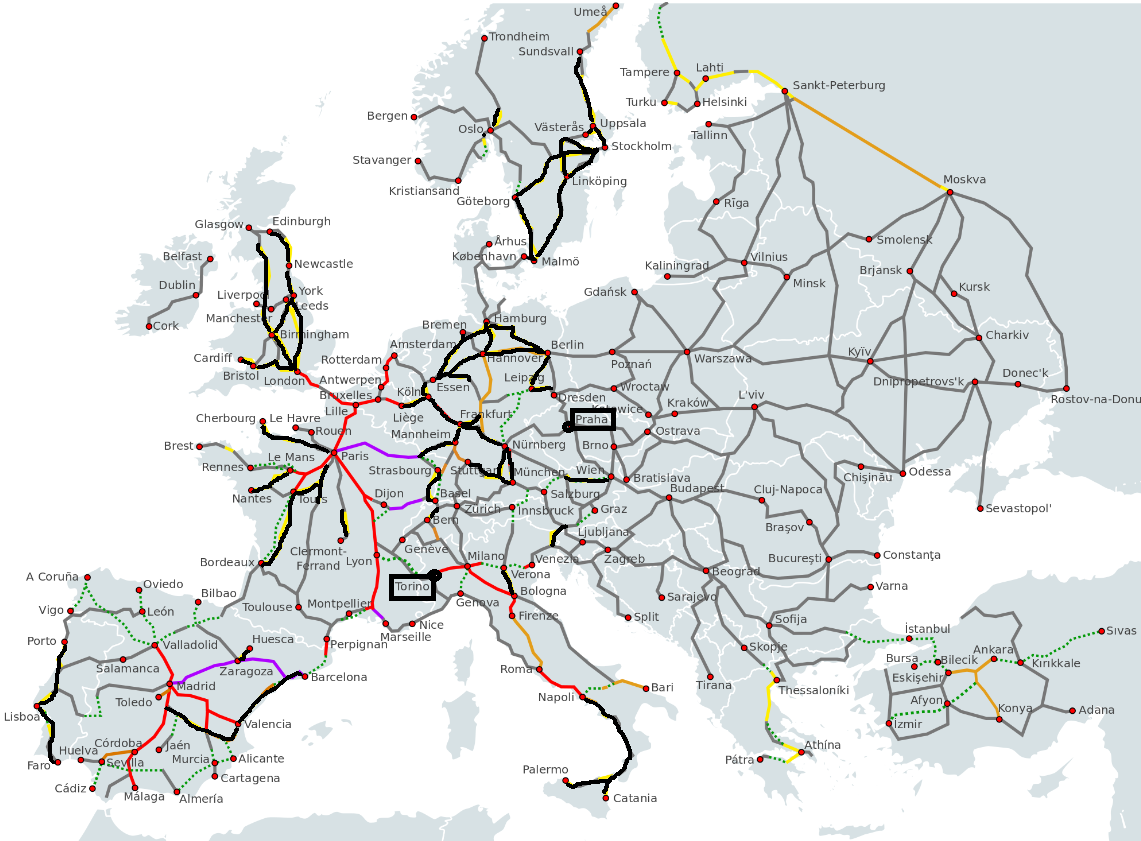 Umeå
Trondheim
Sundsvall
Tampere
Lahti
Sankt-Peterburg
Turku
Helsinki
Bergen
Oslo
Västerås
Uppsala
Tallinn
Stockholm
Stavanger
Linköping
Moskva
Kristiansand
Göteborg
Rīga
Glasgow
Edinburgh
Århus
Smolensk
Belfast
København
Malmö
Vilnius
Newcastle
Kaliningrad
Brjansk
Dublin
Liverpool
York
Leeds
Gdańsk
Minsk
Kursk
Manchester
Hamburg
Cork
Birmingham
Bremen
Charkiv
Amsterdam
Berlin
Rotterdam
Hannover
Poznań
Warszawa
Kyïv
Cardiff
Bristol
London
Antwerpen
Essen
Leipzig
Wroctaw
Dnipropetrovs'k
Donec'k
Bruxelles
Köln
Dresden
L'viv
Rostov-na-Donu
Lille
Liège
Kraków
Katowice
Cherbourg
Le Havre
Frankfurt
Praha
Rouen
Mannheim
Ostrava
Brest
Nürnberg
Brno
Le Mans
Paris
Rennes
Strasbourg
Stuttgart
München
Wien
Bratislava
Chișinău
Odessa
Nantes
Tours
Dijon
Basel
Salzburg
Budapest
Cluj-Napoca
Zürich
Innsbruck
Graz
Sevastopol'
Bern
Brașov
Genève
Ljubljana
Clermont-
Ferrand
Bordeaux
Lyon
Milano
Venezia
Zagreb
București
Constanța
A Coruña
Oviedo
Torino
Verona
Beograd
Bilbao
Genova
Bologna
Varna
Vigo
León
Toulouse
Montpellier
Sarajevo
Firenze
Split
Nice
Marseille
Sofija
Porto
Valladolid
Huesca
Perpignan
İstanbul
Sıvas
Skopje
Salamanca
Zaragoza
Ankara
Bursa
Bilecik
Kırıkkale
Barcelona
Roma
Eskişehir
Madrid
Tirana
Thessaloníki
Toledo
Bari
Napoli
Afyon
Lisboa
Konya
Adana
Valencia
İzmir
Córdoba
Huelva
Jaén
Athína
Faro
Sevilla
Murcia
Alicante
Pátra
Palermo
Cartagena
Cádiz
Málaga
Almería
Catania